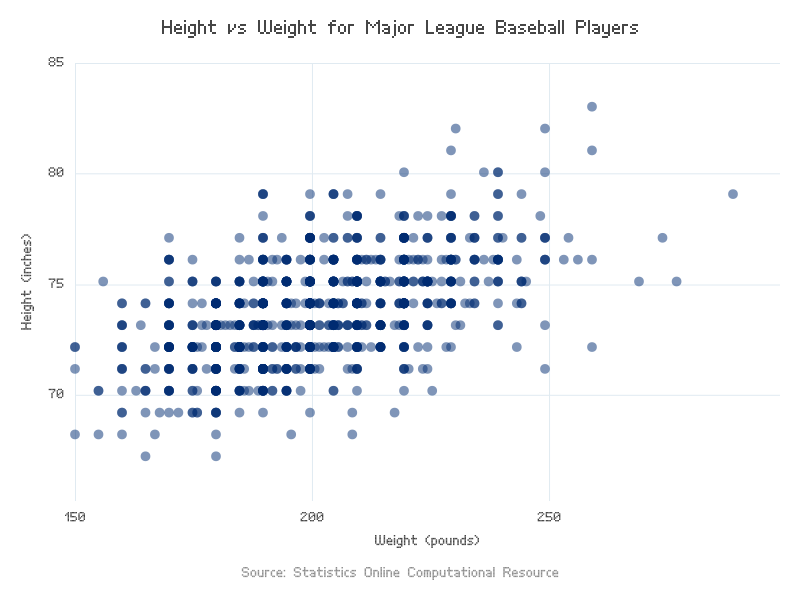 Height vs Weight for Major League Baseball Players
85
80
75
70
Height (inches)
150
200
250
Weight (pounds)
Source: Statistics Online Computational Resource